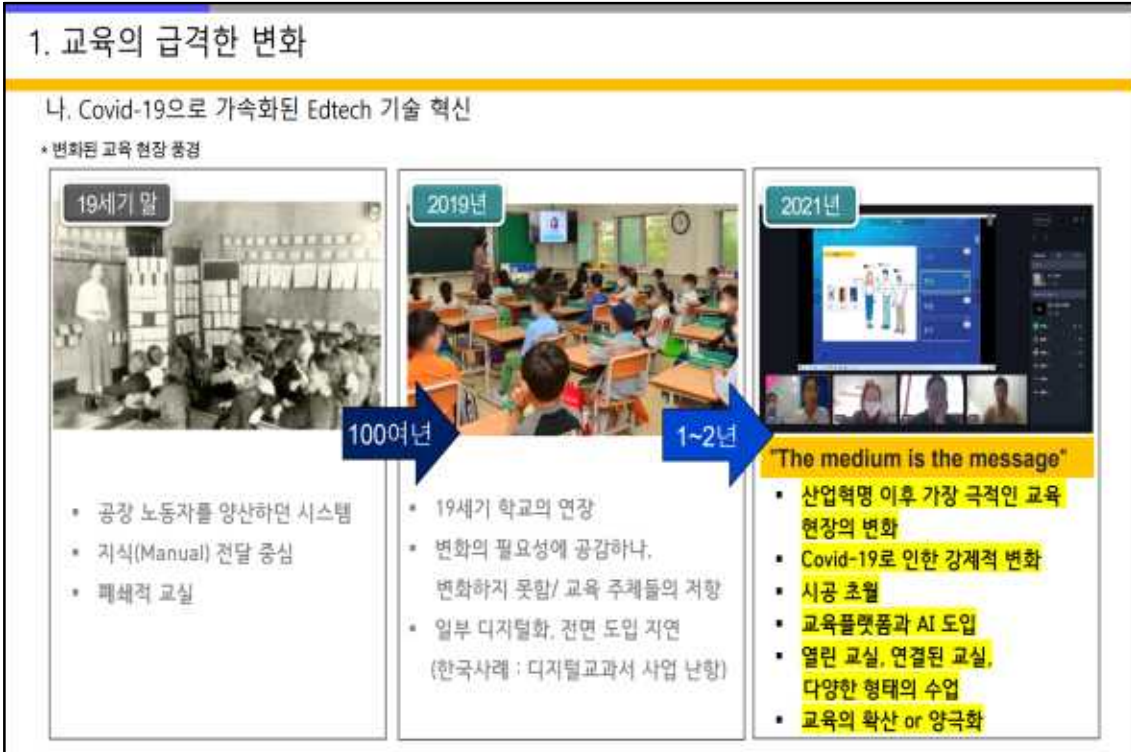 1. 교육의 급격한 변화
나. Covid-19으로 가속화된 Edtech 기술 혁신
* 변화된 교육 현장 풍경
19세기 말
100여년
▪ 공장 노동자를 양산하던 시스템
▪ 지식(Manual) 전달 중심
▪ 폐쇄적 교실
2019년
1~2년
▪ 19세기 학교의 연장
▪ 변화의 필요성에 공감하나,
변화하지 못함/ 교육 주체들의 저항
▪ 일부 디지털화, 전면 도입 지연
(한국사례 : 디지털교과서 사업 난항)
2021년
"The medium is the message"
▪ 산업혁명 이후 가장 극적인 교육
현장의 변화
▪ Covid-19로 인한 강제적 변화
▪ 시공 초월
▪ 교육플랫폼과 AI 도입
▪ 열린 교실, 연결된 교실,
다양한 형태의 수업
▪ 교육의 확산 or 양극화